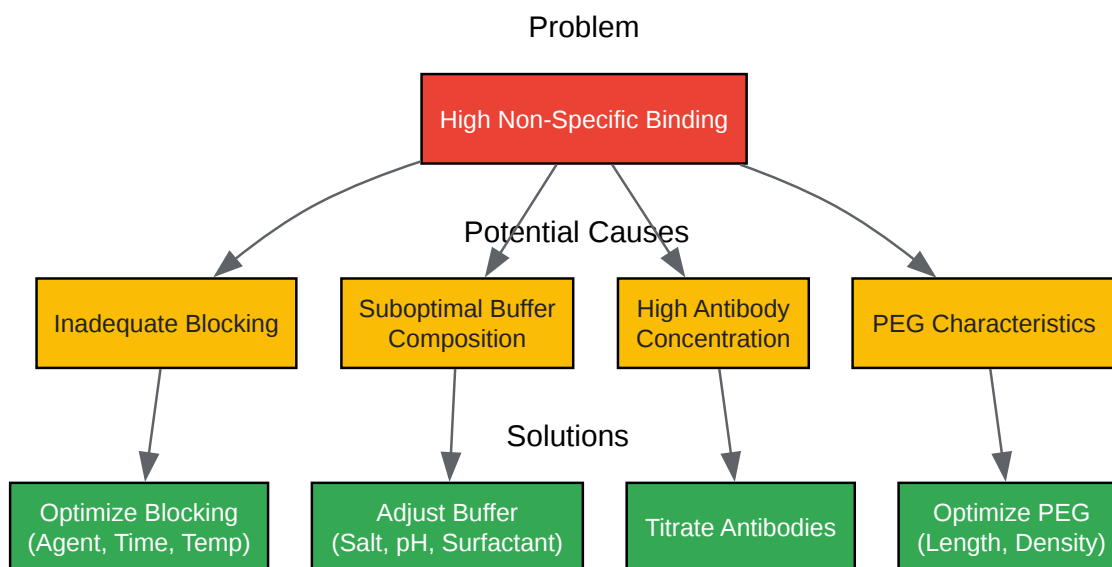 Problem
High Non-Specific Binding
Potential Causes
Inadequate Blocking
Suboptimal Buffer
Composition
High Antibody
Concentration
PEG Characteristics
Solutions
Optimize Blocking
(Agent, Time, Temp)
Adjust Buffer
(Salt, pH, Surfactant)
Titrate Antibodies
Optimize PEG
(Length, Density)